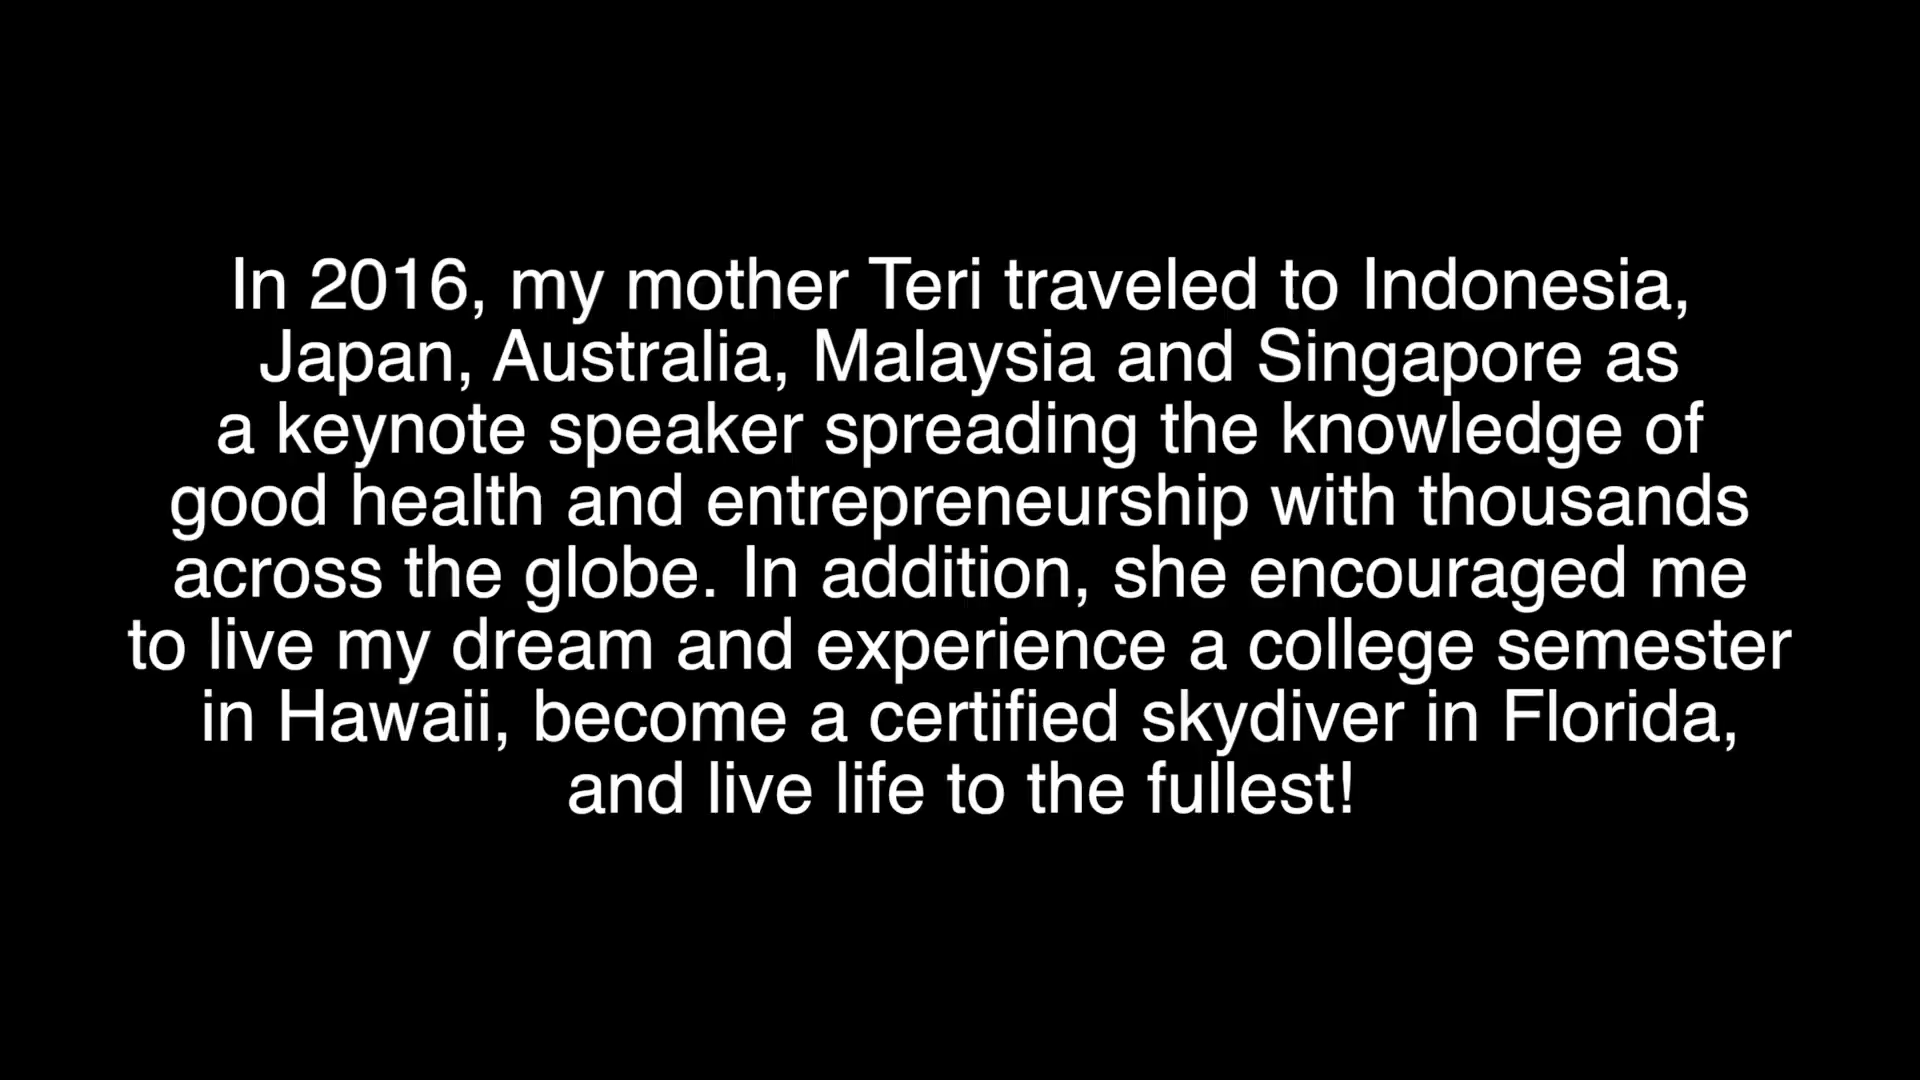 In 2016, my mother Teri traveled to Indonesia,
Japan, Australia, Malaysia and Singapore as
a keynote speaker spreading the knowledge of
good health and entrepreneurship with thousands
across the globe. In addition, she encouraged me
to live my dream and experience a college semester
in Hawaii, become a certified skydiver in Florida,
and live life to the fullest!